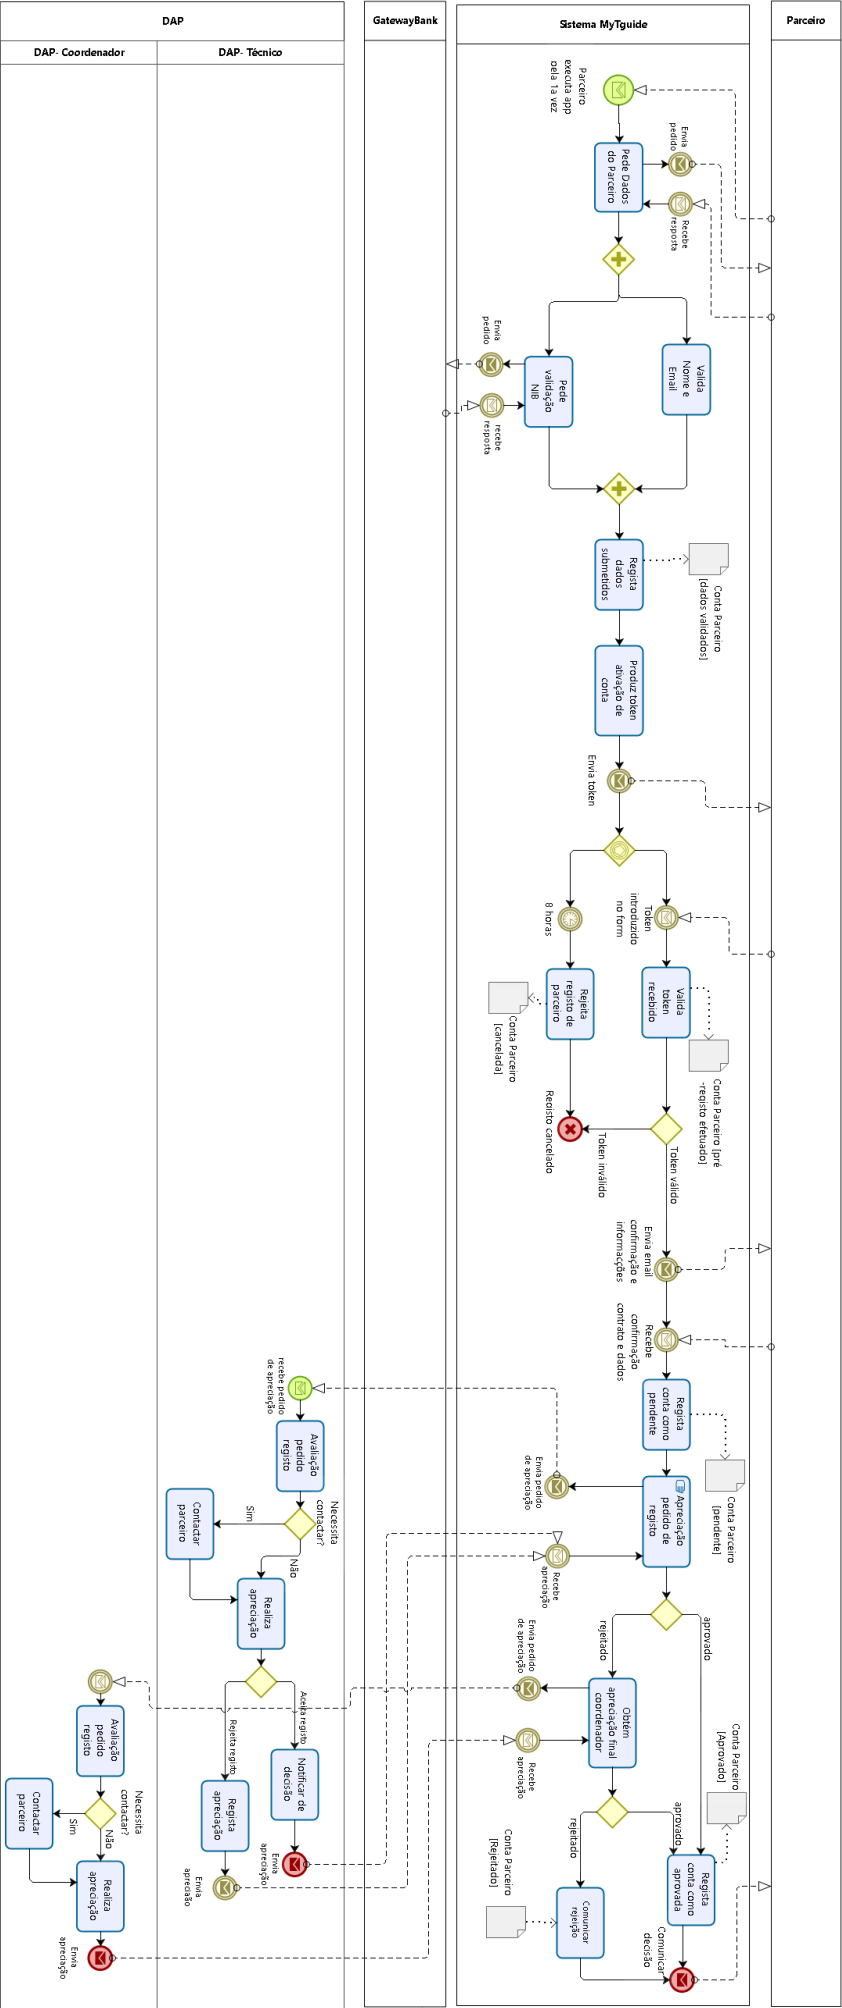 DAP
DAP- Coordenador
DAP- Técnico
GatewayBank
Sistema MyTguide
Parceiro
Parceiro
executa app
pela 1a vez
Pede Dados
do Parceiro
Envia
pedido
Recebe
resposta
Envia
pedido
recebe
resposta
Pede
validação
NIB
Valida
Nome e
Email
Regista
dados
submetidos
Conta Parceiro
[dados validados]
Produz token
ativação de
conta
Envia token
8 horas
Token
introduzido
no form
Rejeita
registo de
parceiro
Conta Parceiro
[cancelada]
Valida
token
recebido
Conta Parceiro [pré
-registo efetuado]
Registo cancelado
Token inválido
Token válido
Envia email
confirmação e
informacções
Recebe
confirmação
contrato e dados
Regista
conta como
pendente
Conta Parceiro
[pendente]
recebe pedido
de apreciação
Avaliação
pedido
registo
Necessita
contactar?
Sim
Não
Contactar
parceiro
Realiza
apreciação
Envia pedido
de apreciação
Apreciação
pedido de
registo
Recebe
apreciação
rejeitado
aprovado
Envia pedido
de apreciação
Obtém
apreciação final
coordenador
Recebe
apreciação
Aceita registo
Rejeita registo
Notificar de
decisão
Regista
apreciação
Envia
apreciação
Envia
apreciação
Avaliação
pedido
registo
Necessita
contactar?
Sim
Não
Contactar
parceiro
Realiza
apreciação
Envia
apreciação
rejeitado
aprovado
Conta Parceiro
[Aprovado]
Conta Parceiro
[Rejeitado]
Comunicar
rejeição
Regista
conta como
aprovada
Comunicar
decisão